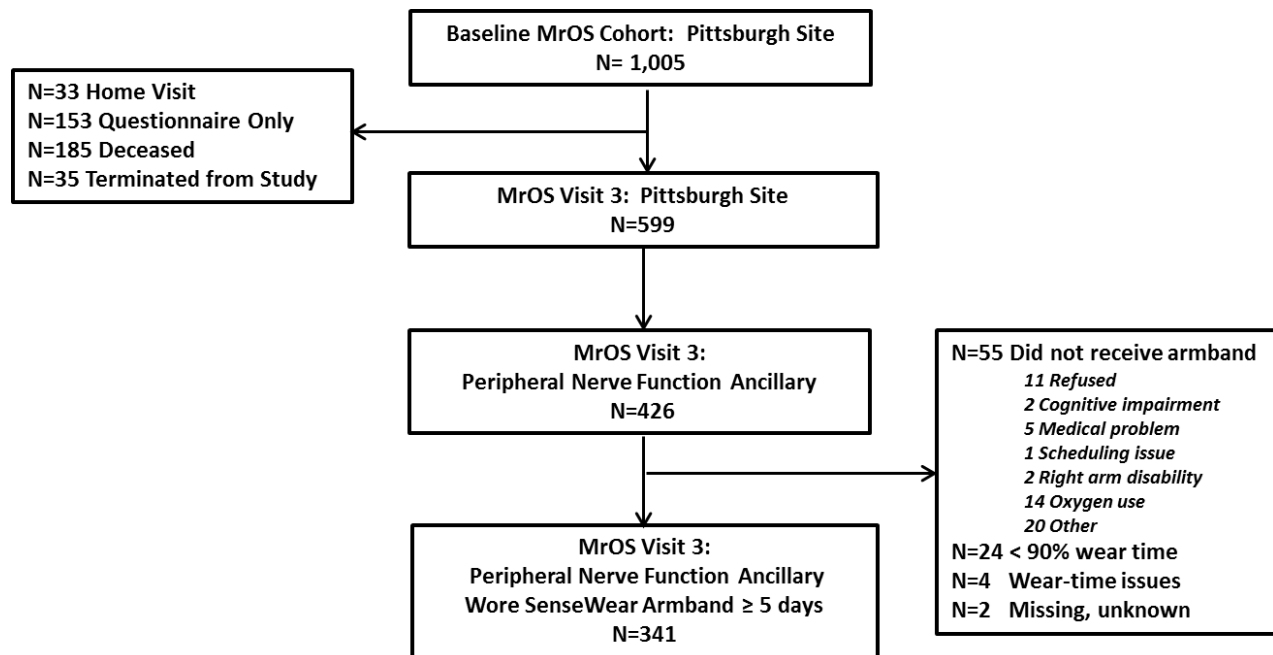 Baseline MrOS Cohort: Pittsburgh Site
N= 1,005
N=33 Home Visit
N=153 Questionnaire Only
N=185 Deceased
N=35 Terminated from Study
MrOS Visit 3: Pittsburgh Site
N=599
MrOS Visit 3:
Peripheral Nerve Function Ancillary
N=426
N=55 Did not receive armband
11 Refused
2 Cognitive impairment
5 Medical problem
1 Scheduling issue
2 Right arm disability
14 Oxygen use
20 Other
N=24 < 90% wear time
N=4 Wear-time issues
N=2 Missing, unknown
MrOS Visit 3:
Peripheral Nerve Function Ancillary
Wore SenseWear Armband ≥ 5 days
N=341